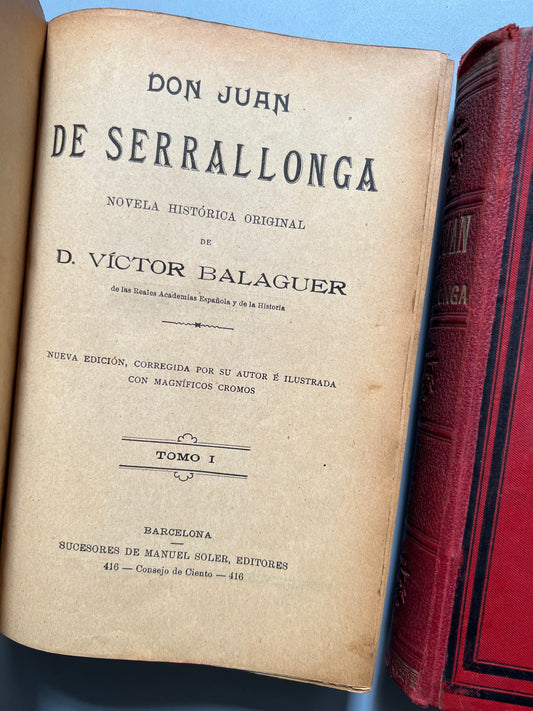 DON JUAN
DE SERRALLONGA
NOVELA HISTÓRICA ORIGINAL
DE
D. VÍCTOR BALAGUER
de las Reales Academias Española y de la Historia
NUEVA EDICIÓN, CORREGIDA POR SU AUTOR É ILUSTRADA
CON MAGNÍFICOS CROMOS
TOMO I
BARCELONA
SUCESORES DE MANUEL SOLER, EDITORES
416 — Consejo de Ciento — 416
UAN
ONGA